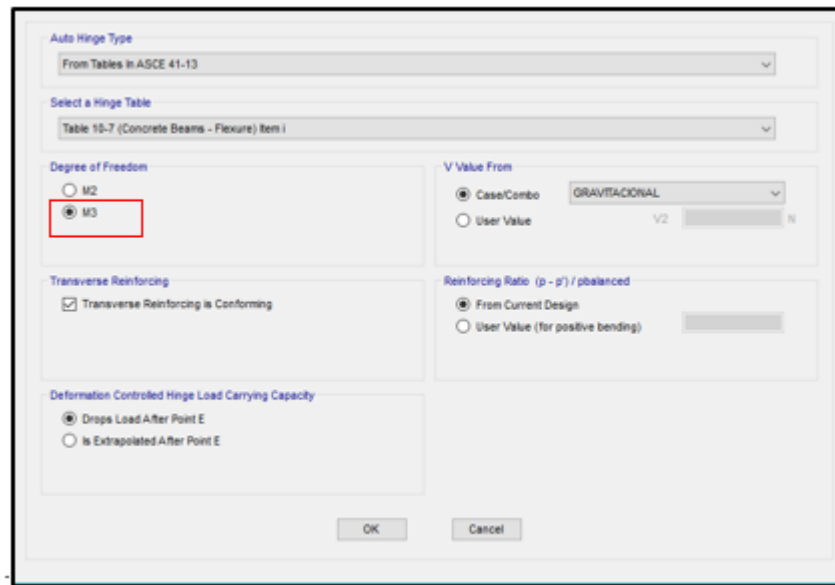 Auto Hinge Type
From Tables In ASCE 41-13
Select a Hinge Table
Table 10-7 (Concrete Beams - Flexure) Item i
Degree of Freedom
M2
M3
V Value From
Case/Combo GRAVITACIONAL
User Value V2 N
Transverse Reinforcing
Transverse Reinforcing is Conforming
Reinforcing Ratio (p - p') / pbalanced
From Current Design
User Value (for positive bending)
Deformation Controlled Hinge Load Carrying Capacity
Drops Load After Point E
Is Extrapolated After Point E
OK Cancel